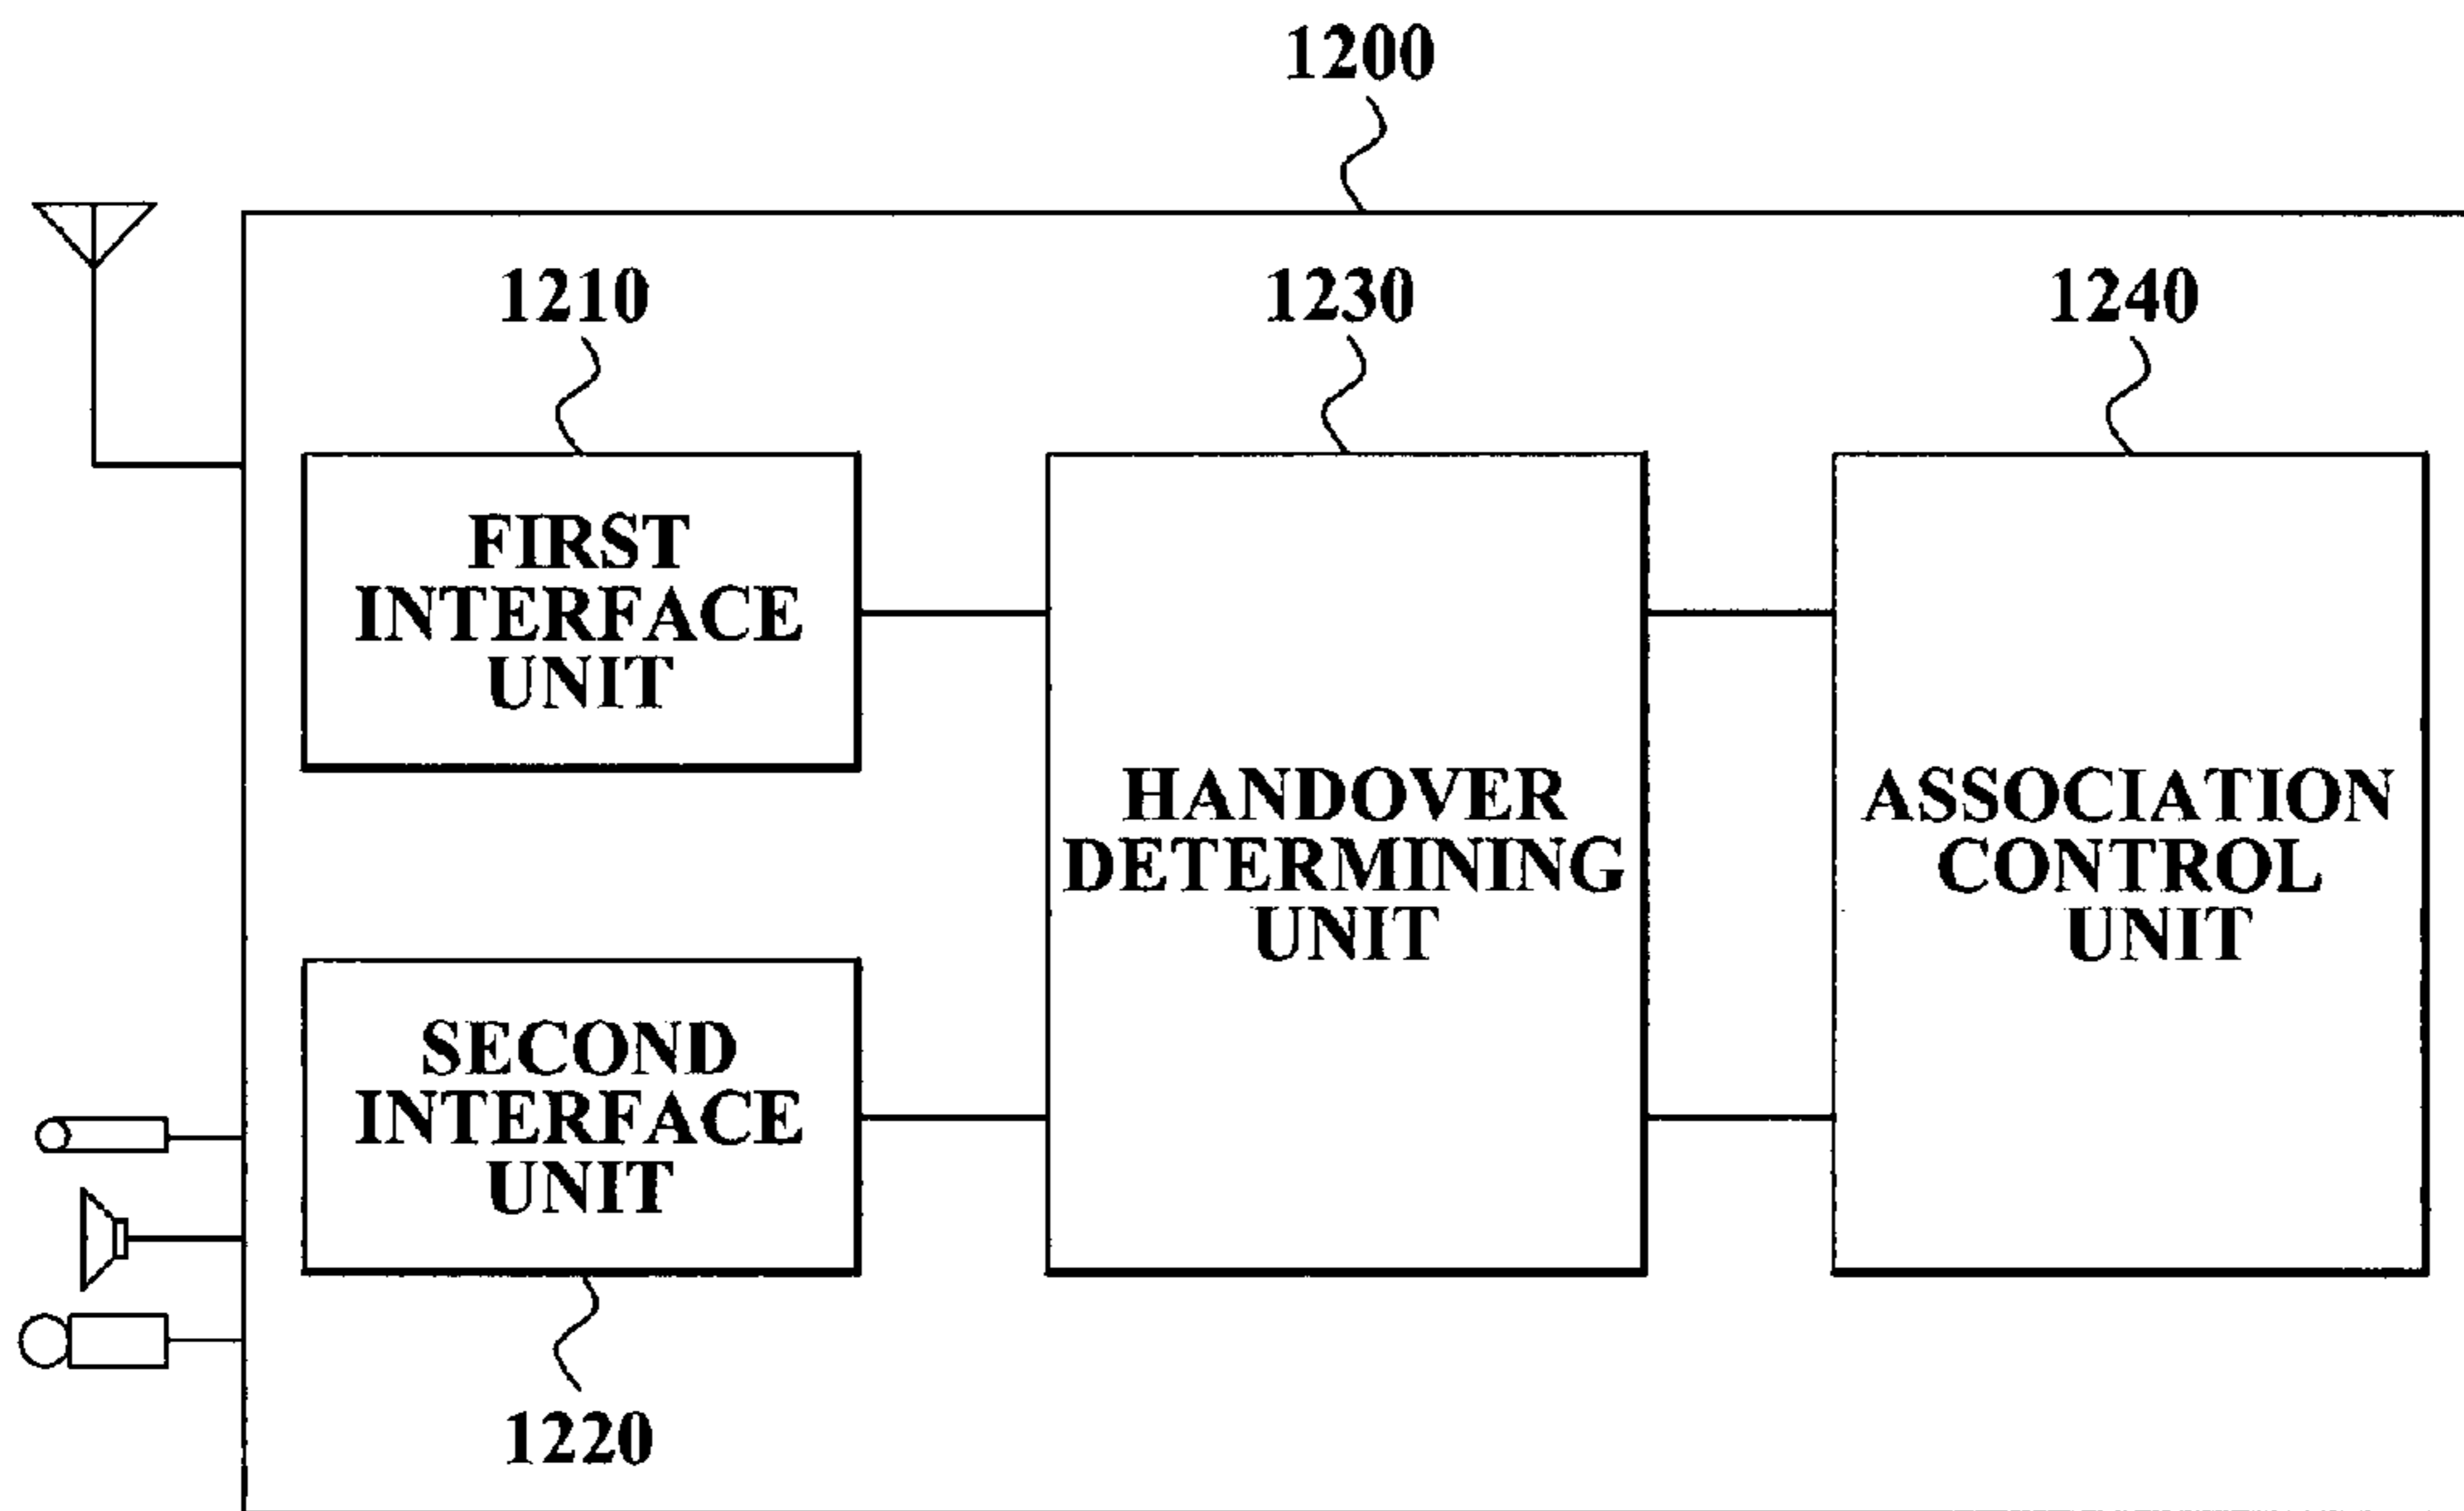 1200
1210
1230
1240
FIRST
INTERFACE
UNIT
HANDOVER
DETERMINING
UNIT
ASSOCIATION
CONTROL
UNIT
SECOND
INTERFACE
UNIT
1220